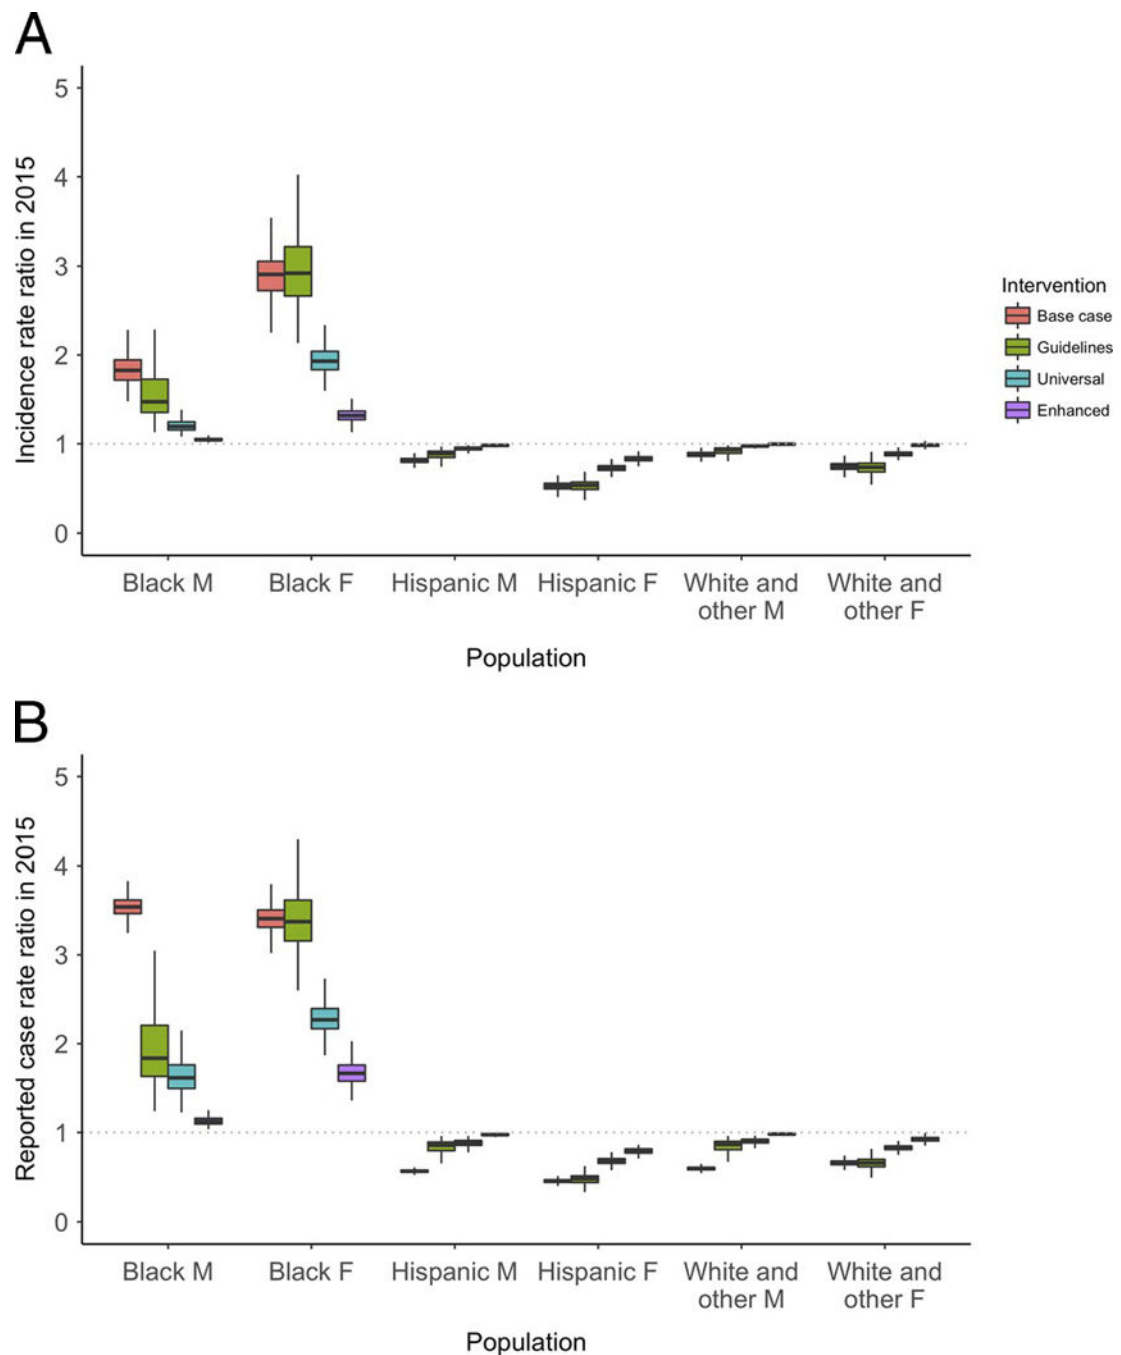 A
Incidence rate ratio in 2015
5
4
3
2
1
0
Black M
Black F
Hispanic M
Hispanic F
White and
other M
White and
other F
Population
Intervention
Base case
Guidelines
Universal
Enhanced
B
Reported case rate ratio in 2015
5
4
3
2
1
0
Black M
Black F
Hispanic M
Hispanic F
White and
other M
White and
other F
Population